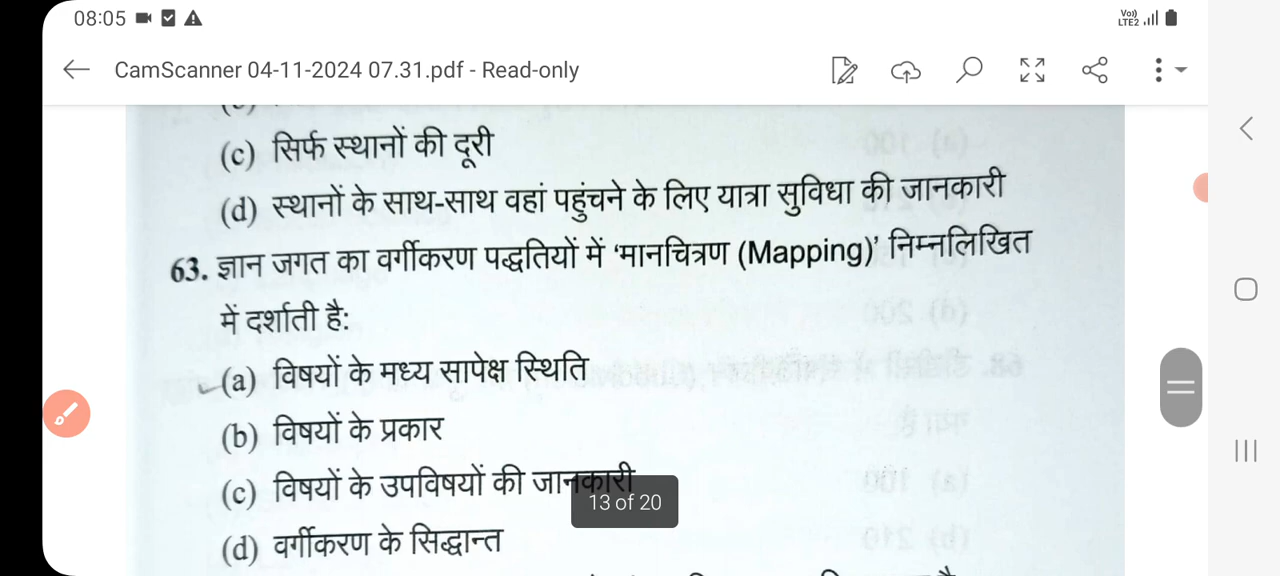 08:05
Vo))
LTE2
CamScanner 04-11-2024 07.31.pdf - Read-only
(c) सिर्फ स्थानों की दूरी
(d) स्थानों के साथ-साथ वहां पहुंचने के लिए यात्रा सुविधा की जानकारी
63. ज्ञान जगत का वर्गीकरण पद्धतियों में ‘मानचित्रण (Mapping)’ निम्नलिखित
में दर्शाती है:
(a) विषयों के मध्य सापेक्ष स्थिति
(b) विषयों के प्रकार
(c) विषयों के उपविषयों की जानकारी
13 of 20
(d) वर्गीकरण के सिद्धान्त